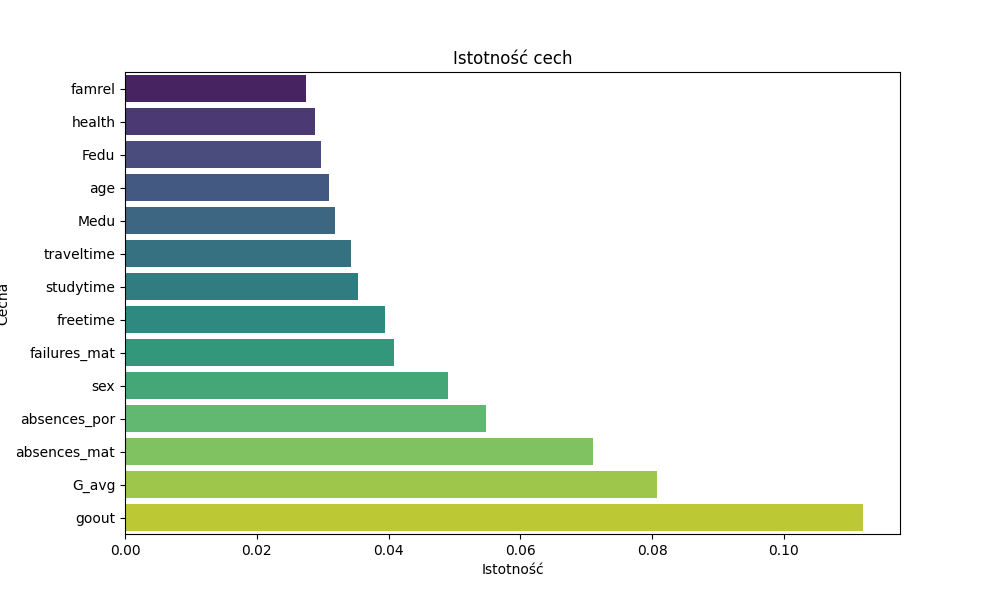 Istotność cech
famrel
health
Fedu
age
Medu
traveltime
studytime
freetime
failures_mat
sex
absences_por
absences_mat
G_avg
goout
Cecha
0.00 0.02 0.04 0.06 0.08 0.10
Istotność